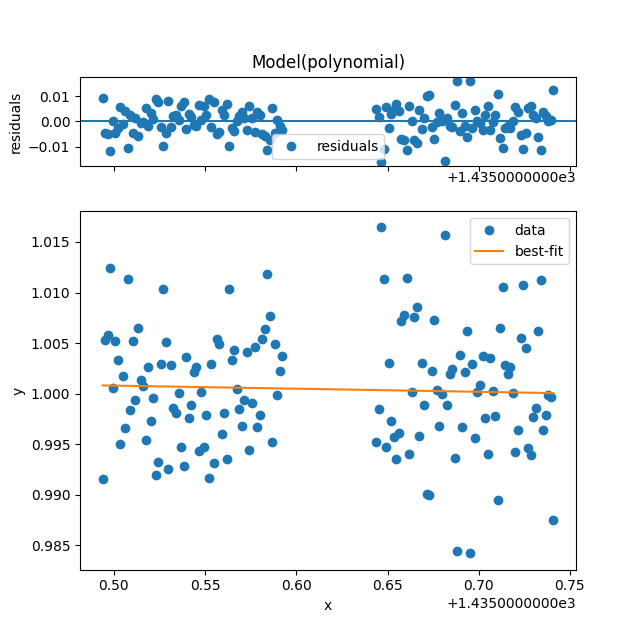 Model(polynomial)
residuals
0.01
0.00
−0.01
residuals
+1.4350000000e3
y
1.015
1.010
1.005
1.000
0.995
0.990
0.985
data
best-fit
0.50 0.55 0.60 0.65 0.70 0.75
x
+1.4350000000e3